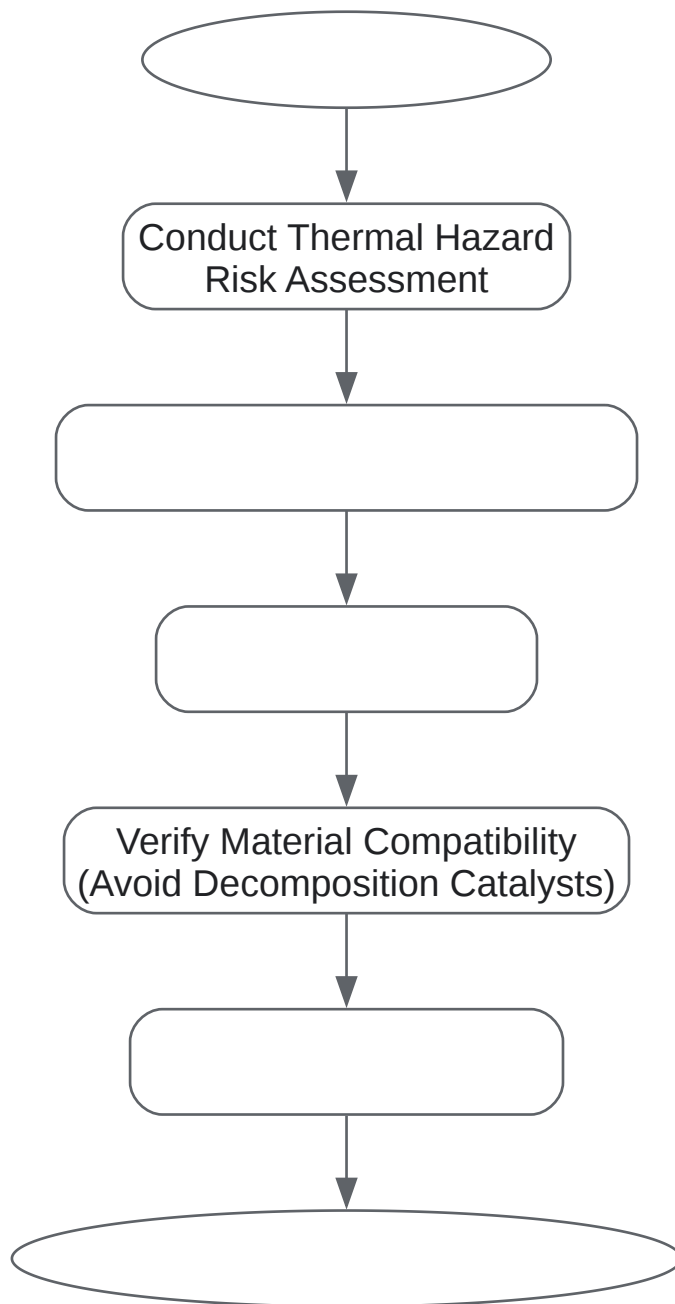 Conduct Thermal Hazard
Risk Assessment
Verify Material Compatibility
(Avoid Decomposition Catalysts)